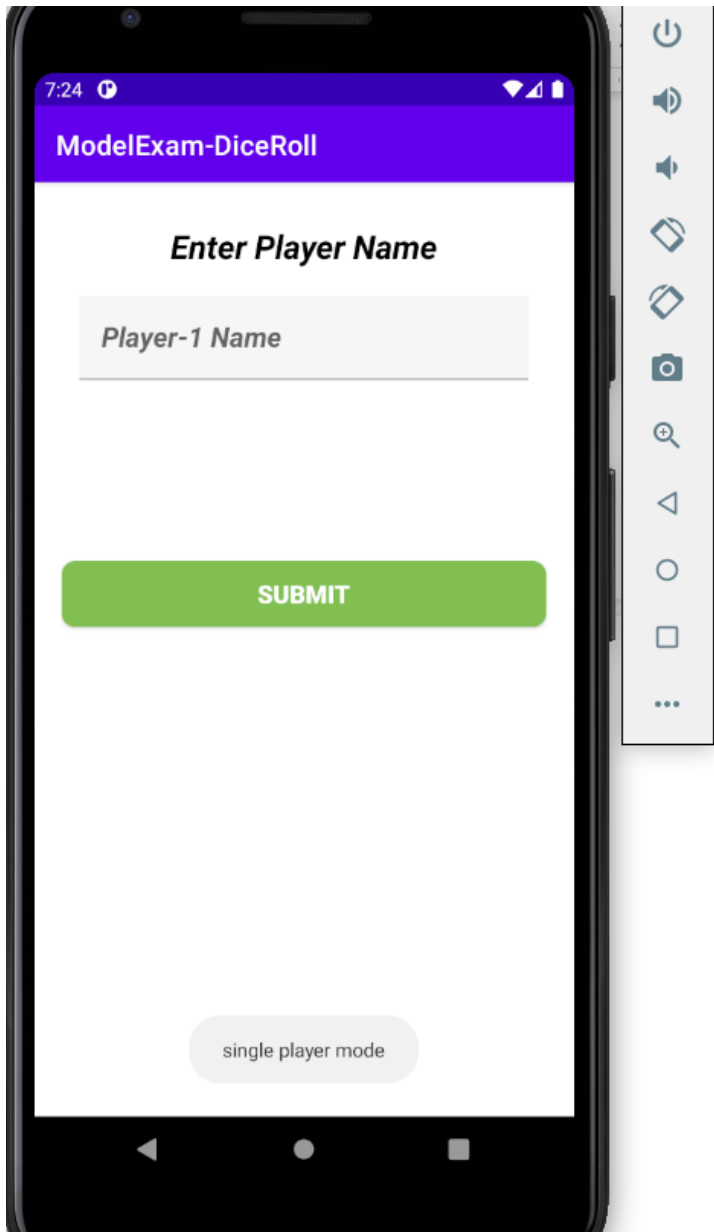 7:24
ModelExam-DiceRoll
Enter Player Name
Player-1 Name
SUBMIT
single player mode